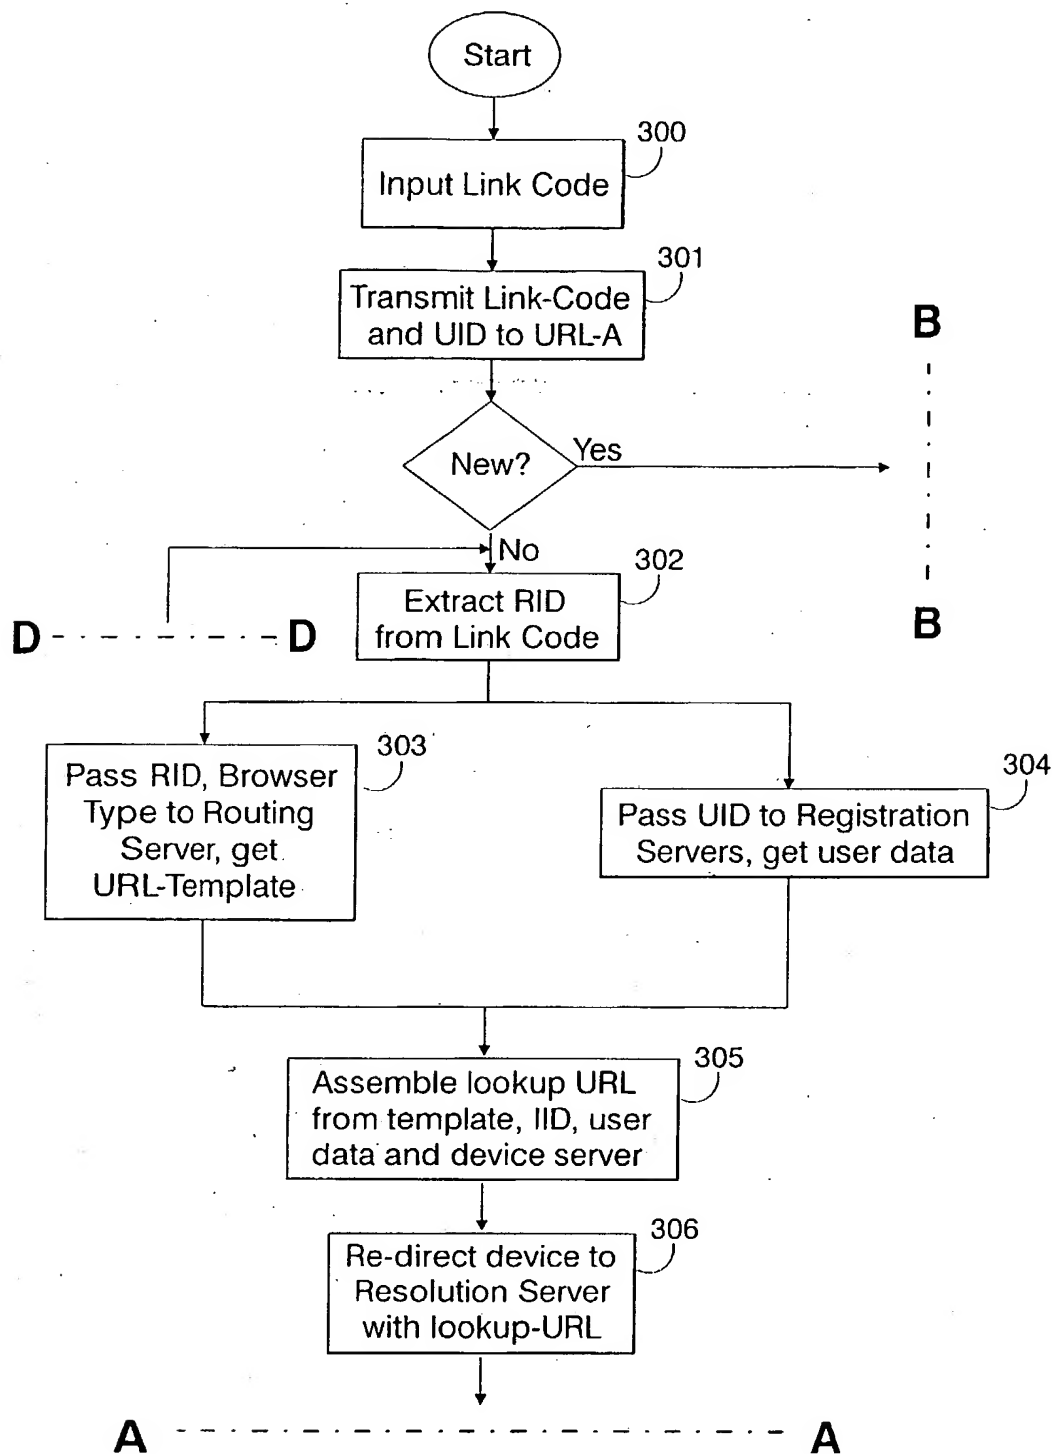 Start
300
Input Link Code
301
Transmit Link-Code
and UID to URL-A
B
New?
Yes
No
302
Extract RID
from Link Code
B
D
D
303
Pass RID, Browser
Type to Routing
Server, get
URL-Template
304
Pass UID to Registration
Servers, get user data
305
Assemble lookup URL
from template, IID, user
data and device server
306
Re-direct device to
Resolution Server
with lookup-URL
A
A